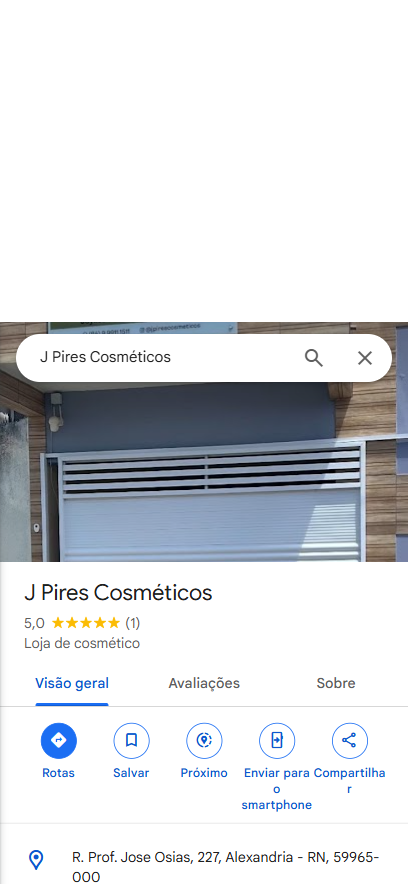 J Pires Cosméticos
J Pires Cosméticos
5,0 (1)
Loja de cosmético
Visão geral Avaliações Sobre
Rotas Salvar Próximo Enviar para o smartphone Compartilhar
R. Prof. Jose Osias, 227, Alexandria - RN, 59965-
000